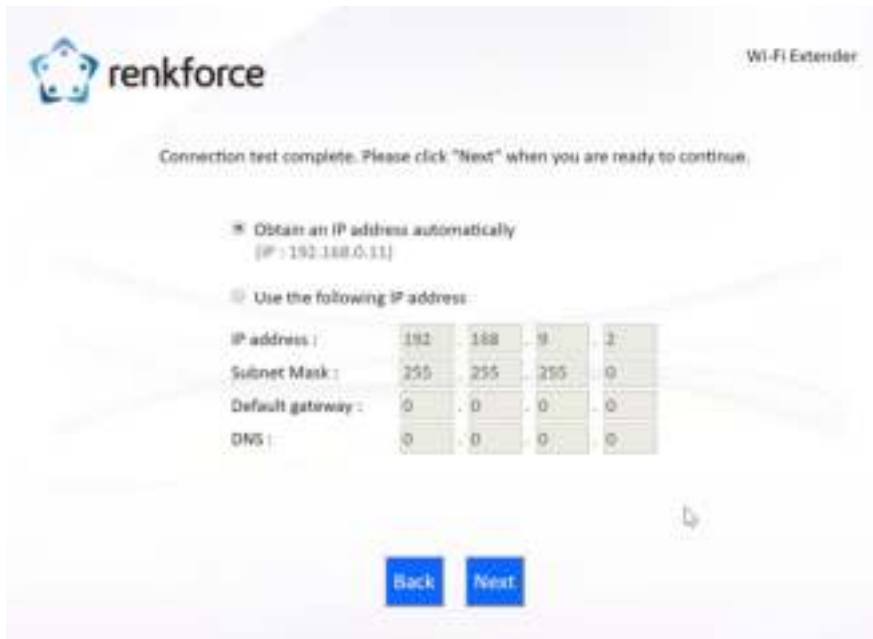 renkforce
Wi-Fi Extender
Connection test complete. Please click "Next" when you are ready to continue.
Obtain an IP address automatically
(IP : 192.168.0.11)
Use the following IP address
IP address : 192 . 168 . 9 . 2
Subnet Mask : 255 . 255 . 255 . 0
Default gateway : 0 . 0 . 0 . 0
DNS : 0 . 0 . 0 . 0
Back Next